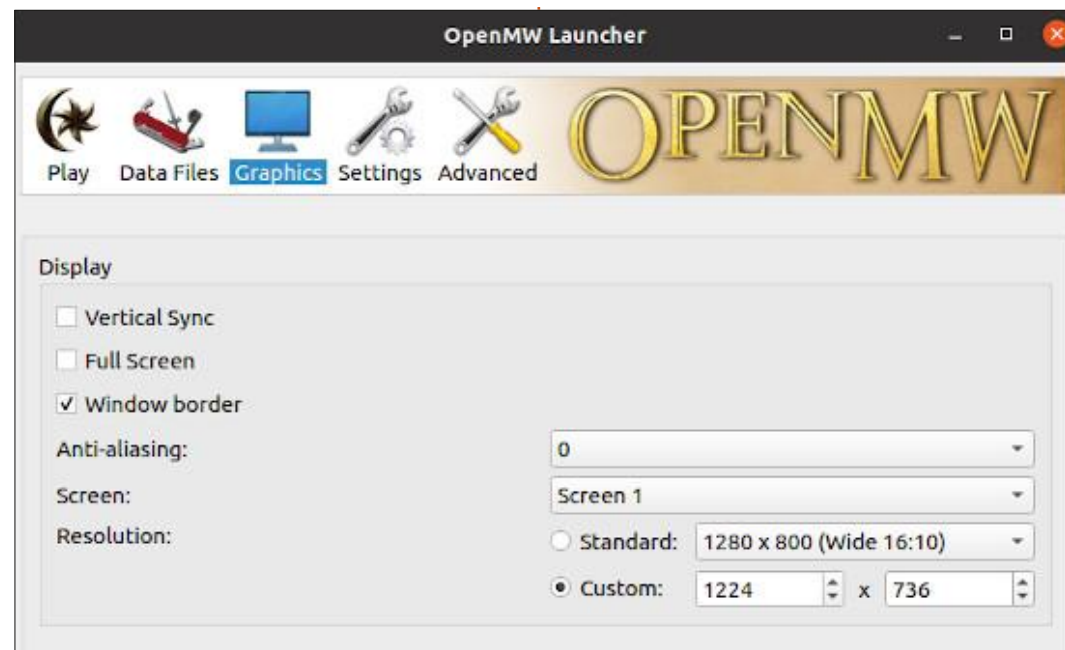 OpenMW Launcher
OPENMW
Play Data Files Graphics Settings Advanced
Display
Vertical Sync
Full Screen
Window border
Anti-aliasing: 0
Screen: Screen 1
Resolution: Standard: 1280 x 800 (Wide 16:10)
Custom: 1224 x 736